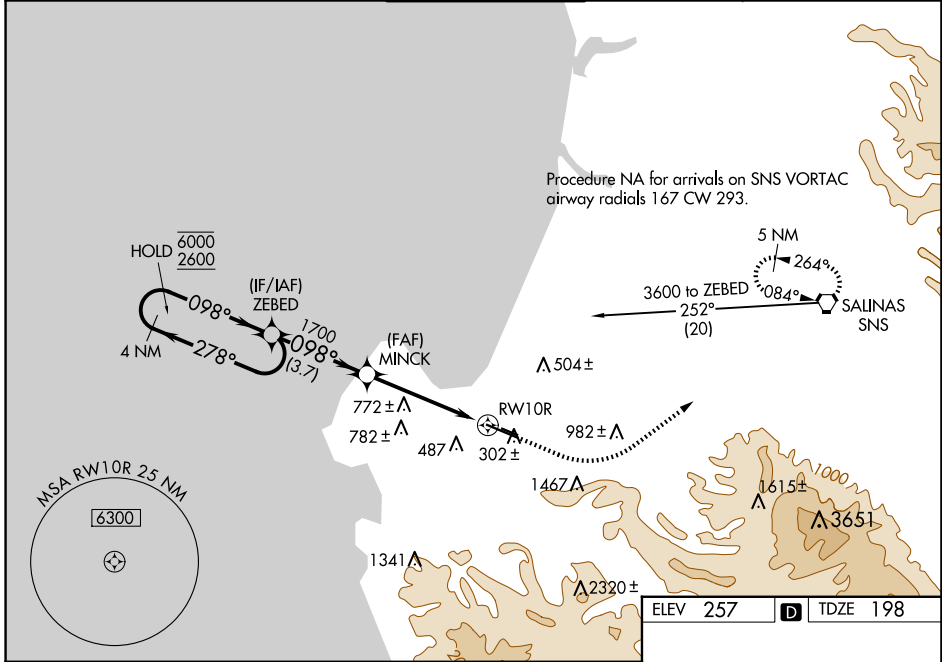 Procedure NA for arrivals on SNS VORTAC
airway radials 167 CW 293.
5 NM
264°
084°
SALINAS
SNS
3600 to ZEBED
252°
(20)
HOLD 6000
2600
(IF/IAF)
ZEBED
098°
1700
098°
(3.7)
278°
4 NM
(FAF)
MINCK
504±
772±
782±
487
RW10R
302±
982±
1467
1615±
1000
3651
1341
2320±
MSA RW10R 25 NM
6300
ELEV 257 D TDZE 198